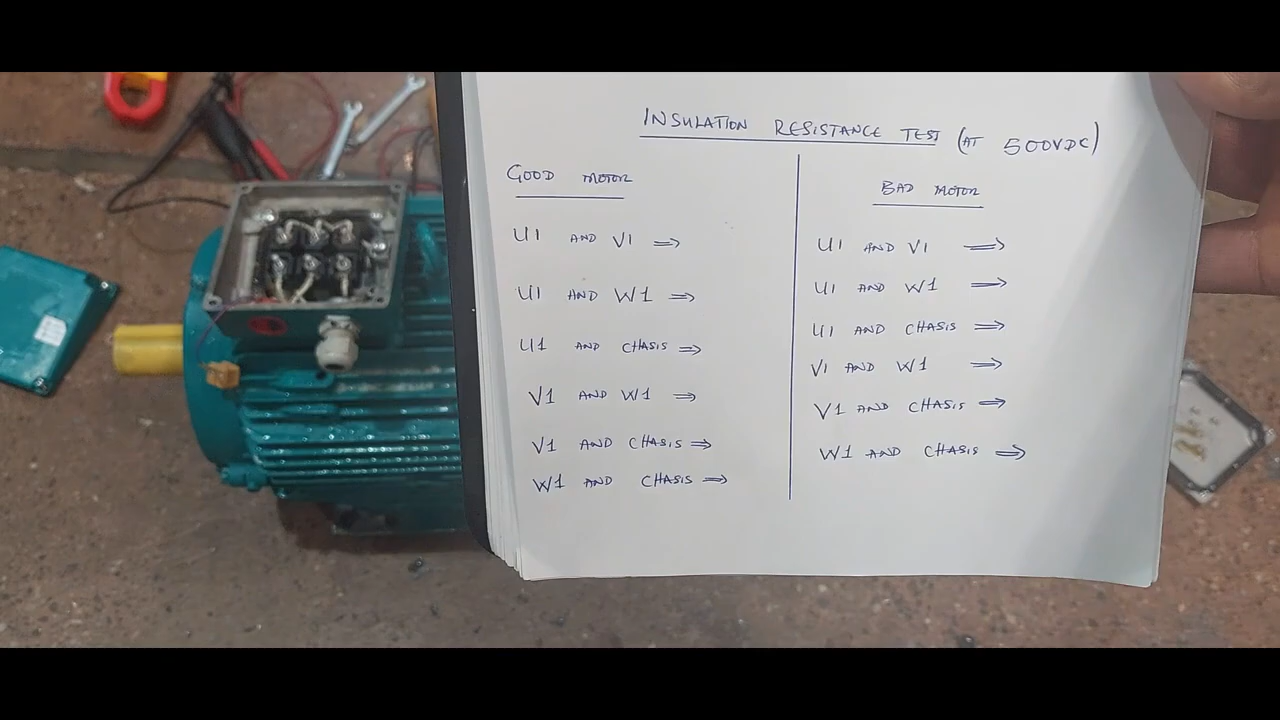 INSULATION RESISTANCE TEST (AT 500VDC)
GOOD MOTOR
U1 AND V1 ⇒
U1 AND W1 ⇒
U1 AND CHASIS ⇒
V1 AND W1 ⇒
V1 AND CHASIS ⇒
W1 AND CHASIS ⇒
BAD MOTOR
U1 AND V1 ⇒
U1 AND W1 ⇒
U1 AND CHASIS ⇒
V1 AND W1 ⇒
V1 AND CHASIS ⇒
W1 AND CHASIS ⇒